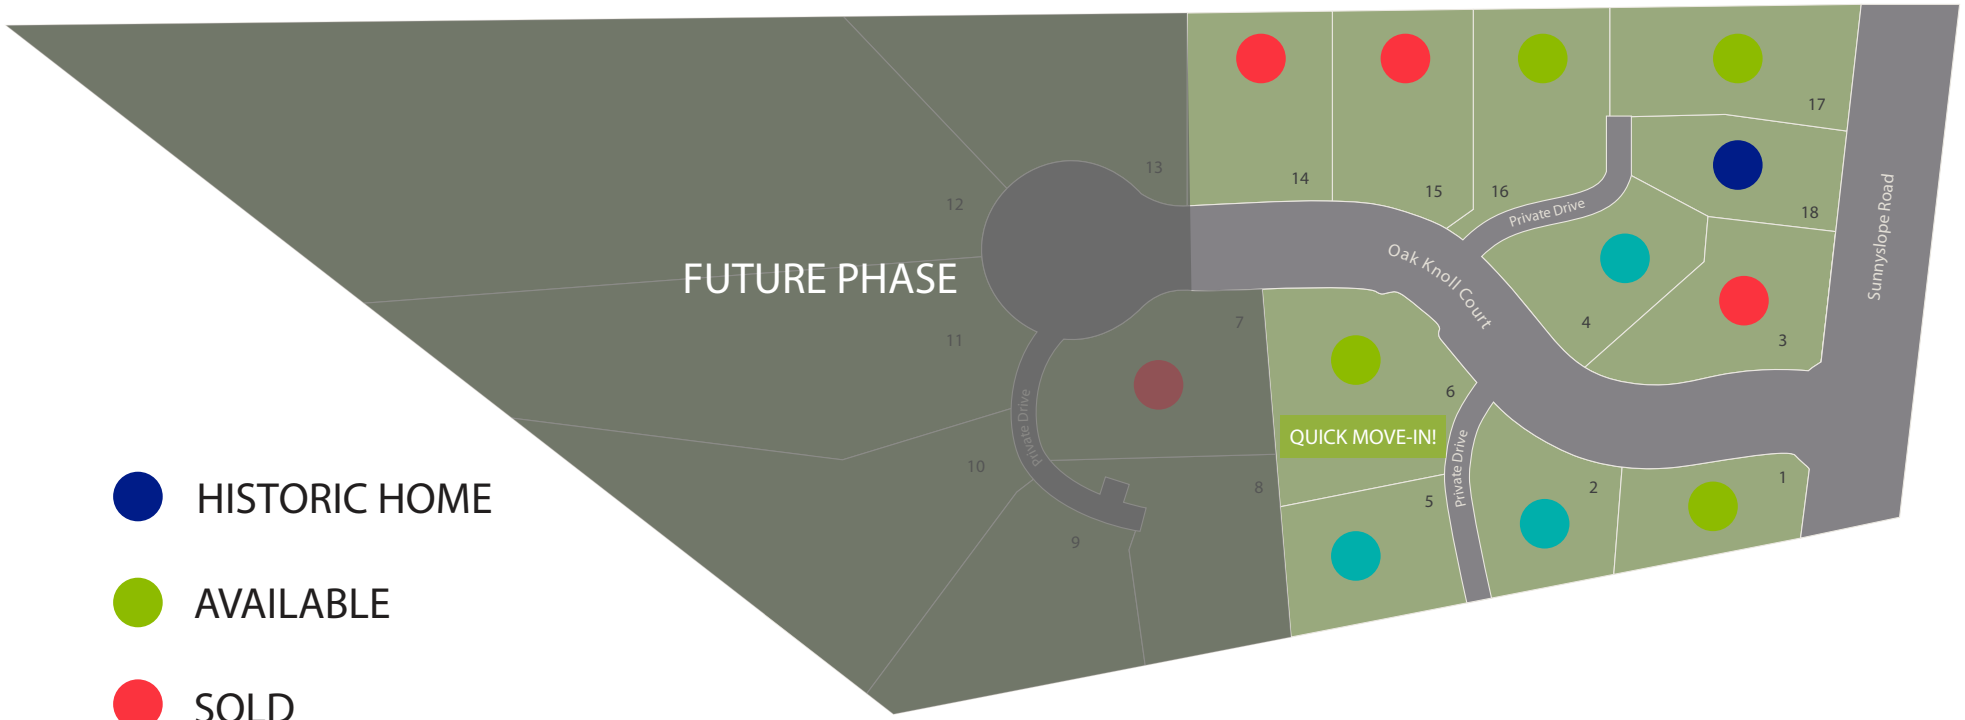 17
13
14
15
16
12
Private Drive
18
Sunnyslope Road
Oak Knoll Court
FUTURE PHASE
7
4
11
3
6
Private Drive
QUICK MOVE-IN!
Private Drive
10
8
5
2
1
HISTORIC HOME
9
AVAILABLE
SOLD